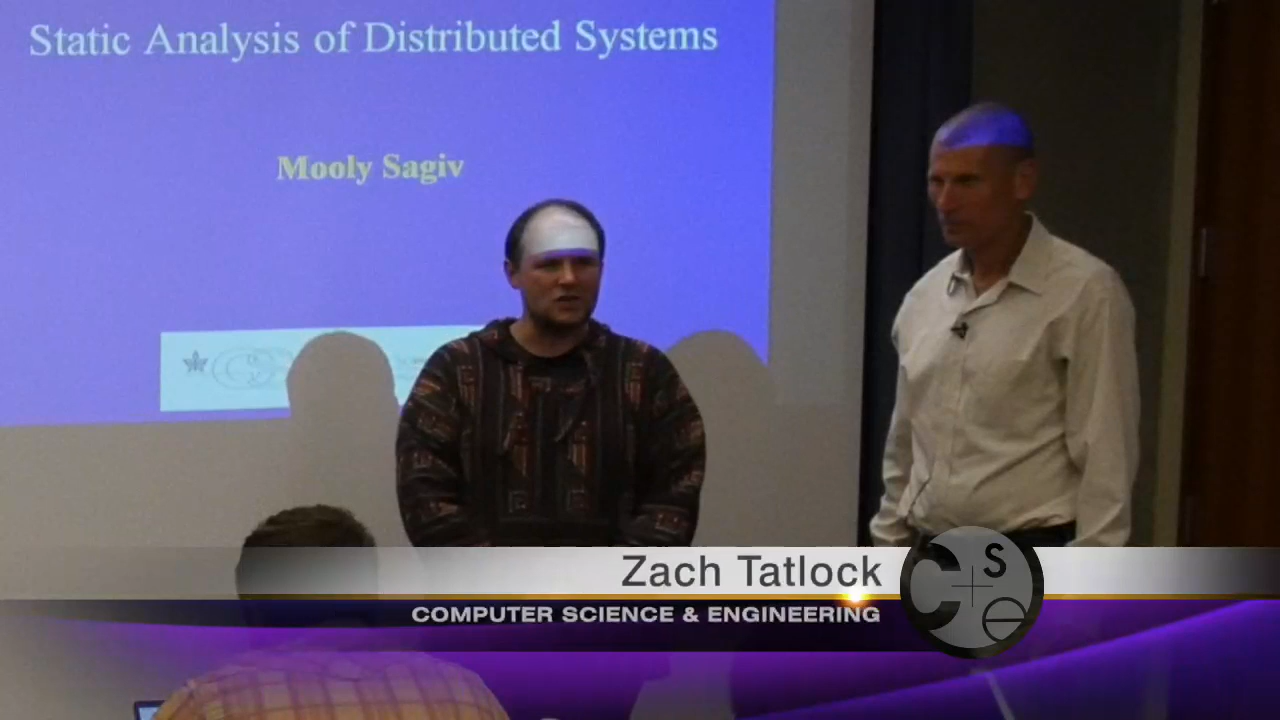 Static Analysis of Distributed Systems
Mooly Sagiv
Zach Tatlock
COMPUTER SCIENCE & ENGINEERING
C+s
e